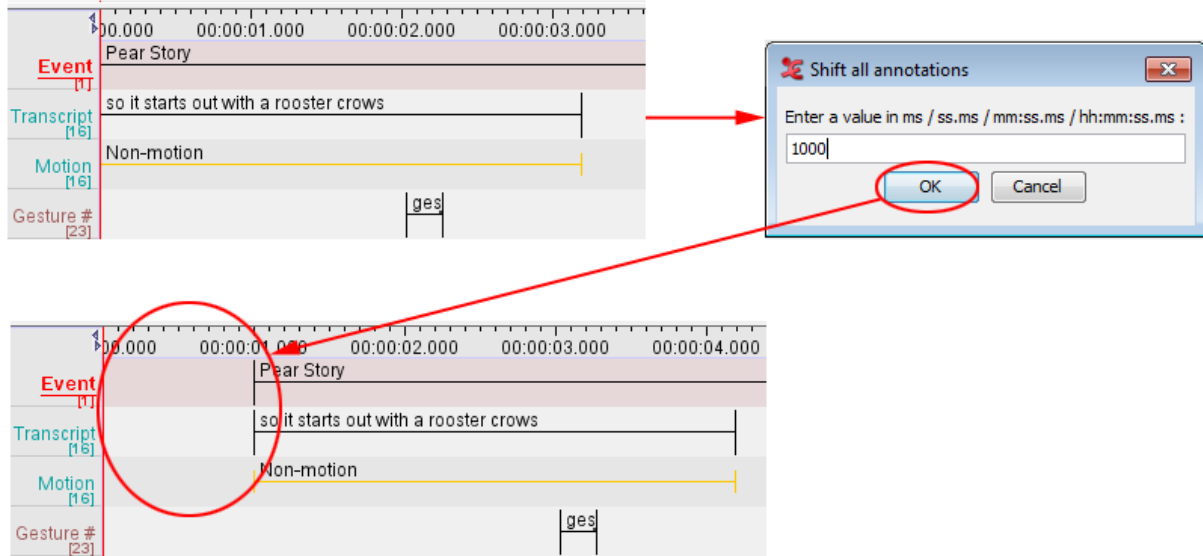 00.000 00:00:01.000 00:00:02.000 00:00:03.000
Pear Story
Event
[1]
so it starts out with a rooster crows
Transcript
[16]
Non-motion
Motion
[16]
ges
Gesture #
[23]
Shift all annotations
Enter a value in ms / ss.ms / mm:ss.ms / hh:mm:ss.ms :
1000
OK Cancel
00.000 00:00:01.000 00:00:02.000 00:00:03.000 00:00:04.000
Pear Story
Event
[1]
so it starts out with a rooster crows
Transcript
[16]
Non-motion
Motion
[16]
ges
Gesture #
[23]